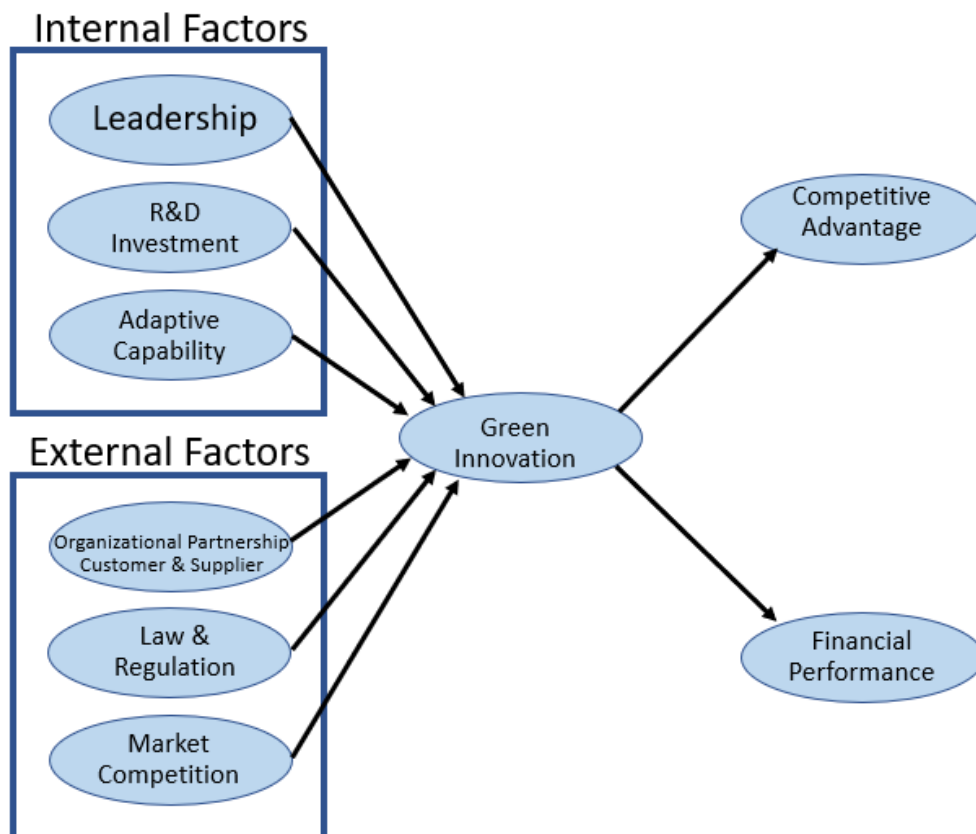 Internal Factors
Leadership
R&D
Investment
Adaptive
Capability
External Factors
Organizational Partnership
Customer & Supplier
Law &
Regulation
Market
Competition
Green
Innovation
Competitive
Advantage
Financial
Performance